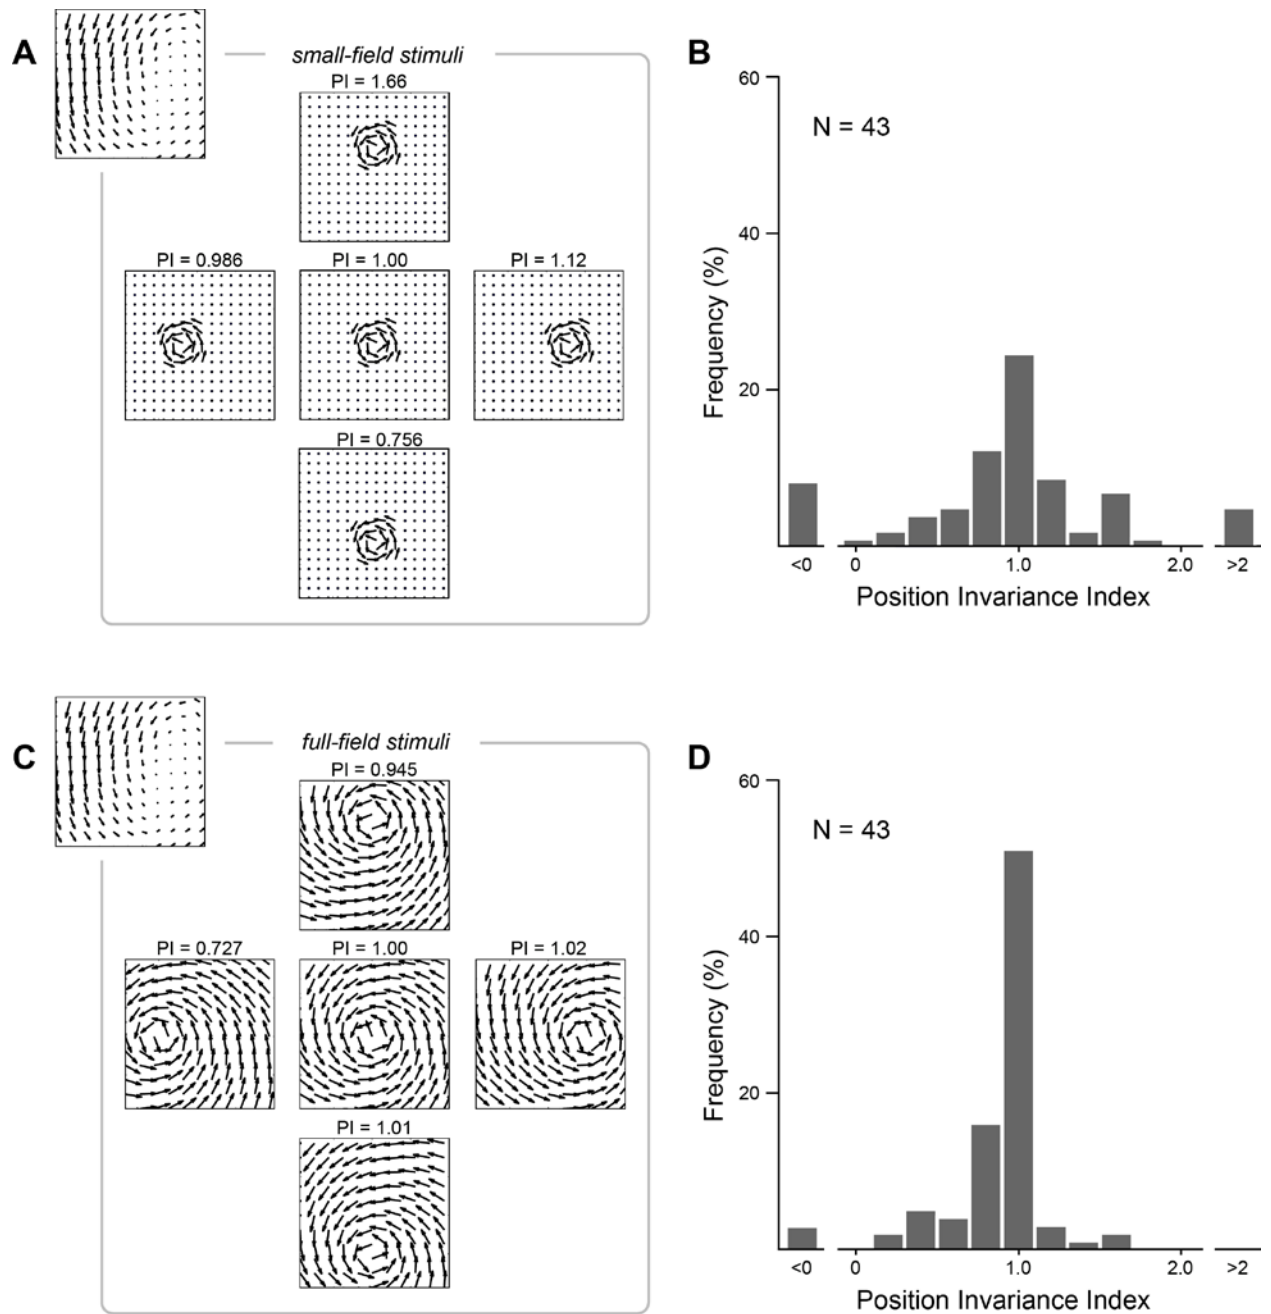 A
small-field stimuli
PI = 1.66
PI = 0.986
PI = 1.00
PI = 1.12
PI = 0.756
B
60
40
20
Frequency (%)
N = 43
<0
0
1.0
2.0
>2
Position Invariance Index
C
full-field stimuli
PI = 0.945
PI = 0.727
PI = 1.00
PI = 1.02
PI = 1.01
D
60
40
20
Frequency (%)
N = 43
<0
0
1.0
2.0
>2
Position Invariance Index